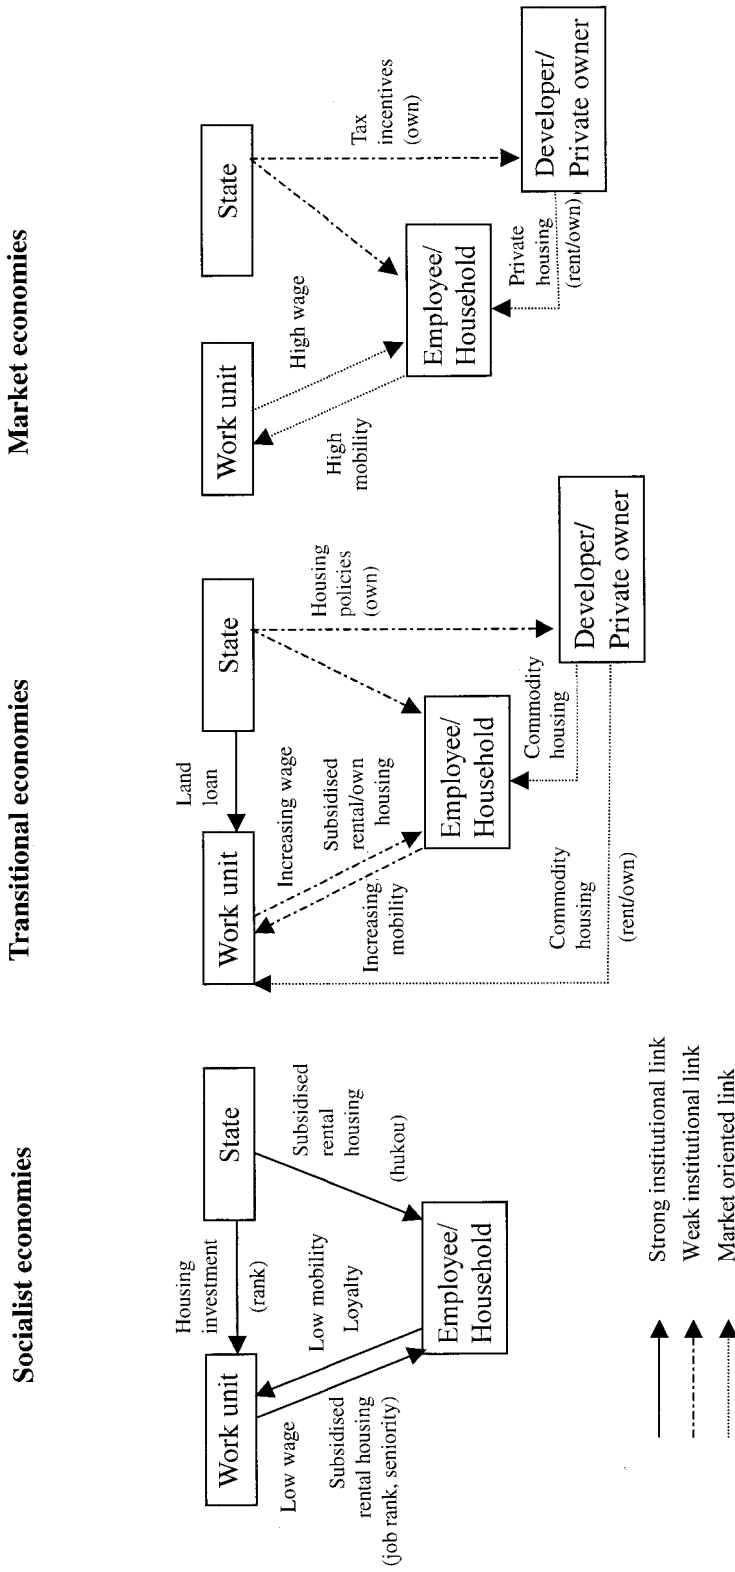 Socialist economies
Housing
investment
(rank)
Work unit
State
Low wage
Subsidised
rental housing
(job rank, seniority)
Low mobility
Loyalty
Subsidised
rental
housing
(hukou)
Employee/
Household
Transitional economies
Land
loan
Work unit
State
Increasing wage
Subsidised
rental/own
housing
Increasing
mobility
Housing
policies
(own)
Employee/
Household
Commodity
housing
(rent/own)
Commodity
housing
Developer/
Private owner
Market economies
Work unit
State
High wage
High
mobility
Tax
incentives
(own)
Employee/
Household
Private
housing
(rent/own)
Developer/
Private owner
Strong institutional link
Weak institutional link
Market oriented link